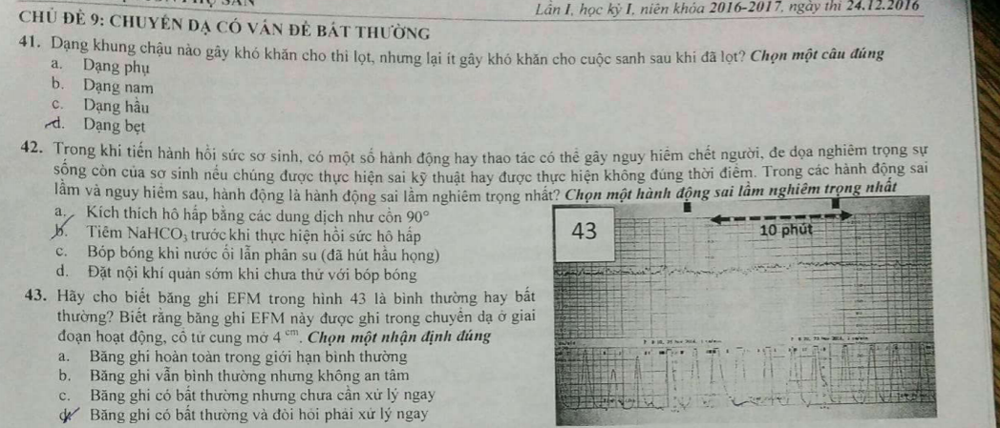 Lần I, học kỳ I, niên khóa 2016-2017, ngày thi 24.12.2016
CHỦ ĐỀ 9: CHUYỂN DẠ CÓ VẤN ĐỀ BẤT THƯỜNG
41. Dạng khung chậu nào gây khó khăn cho thì lọt, nhưng lại ít gây khó khăn cho cuộc sanh sau khi đã lọt? Chọn một câu đúng
a. Dạng phụ
b. Dạng nam
c. Dạng hầu
d. Dạng bẹt
42. Trong khi tiến hành hồi sức sơ sinh, có một số hành động hay thao tác có thể gây nguy hiểm chết người, đe dọa nghiêm trọng sự
sống còn của sơ sinh nếu chúng được thực hiện sai kỹ thuật hay được thực hiện không đúng thời điểm. Trong các hành động sai
lầm và nguy hiểm sau, hành động là hành động sai lầm nghiêm trọng nhất? Chọn một hành động sai lầm nghiêm trọng nhất
a. Kích thích hô hấp bằng các dung dịch như cồn 90°
b. Tiêm NaHCO3 trước khi thực hiện hồi sức hô hấp
c. Bóp bóng khi nước ối lẫn phân su (đã hút hầu họng)
d. Đặt nội khí quản sớm khi chưa thử với bóp bóng
43. Hãy cho biết băng ghi EFM trong hình 43 là bình thường hay bất
thường? Biết rằng băng ghi EFM này được ghi trong chuyển dạ ở giai
đoạn hoạt động, cổ tử cung mở 4 cm. Chọn một nhận định đúng
a. Băng ghi hoàn toàn trong giới hạn bình thường
b. Băng ghi vẫn bình thường nhưng không an tâm
c. Băng ghi có bất thường nhưng chưa cần xử lý ngay
d. Băng ghi có bất thường và đòi hỏi phải xử lý ngay
43
10 phút